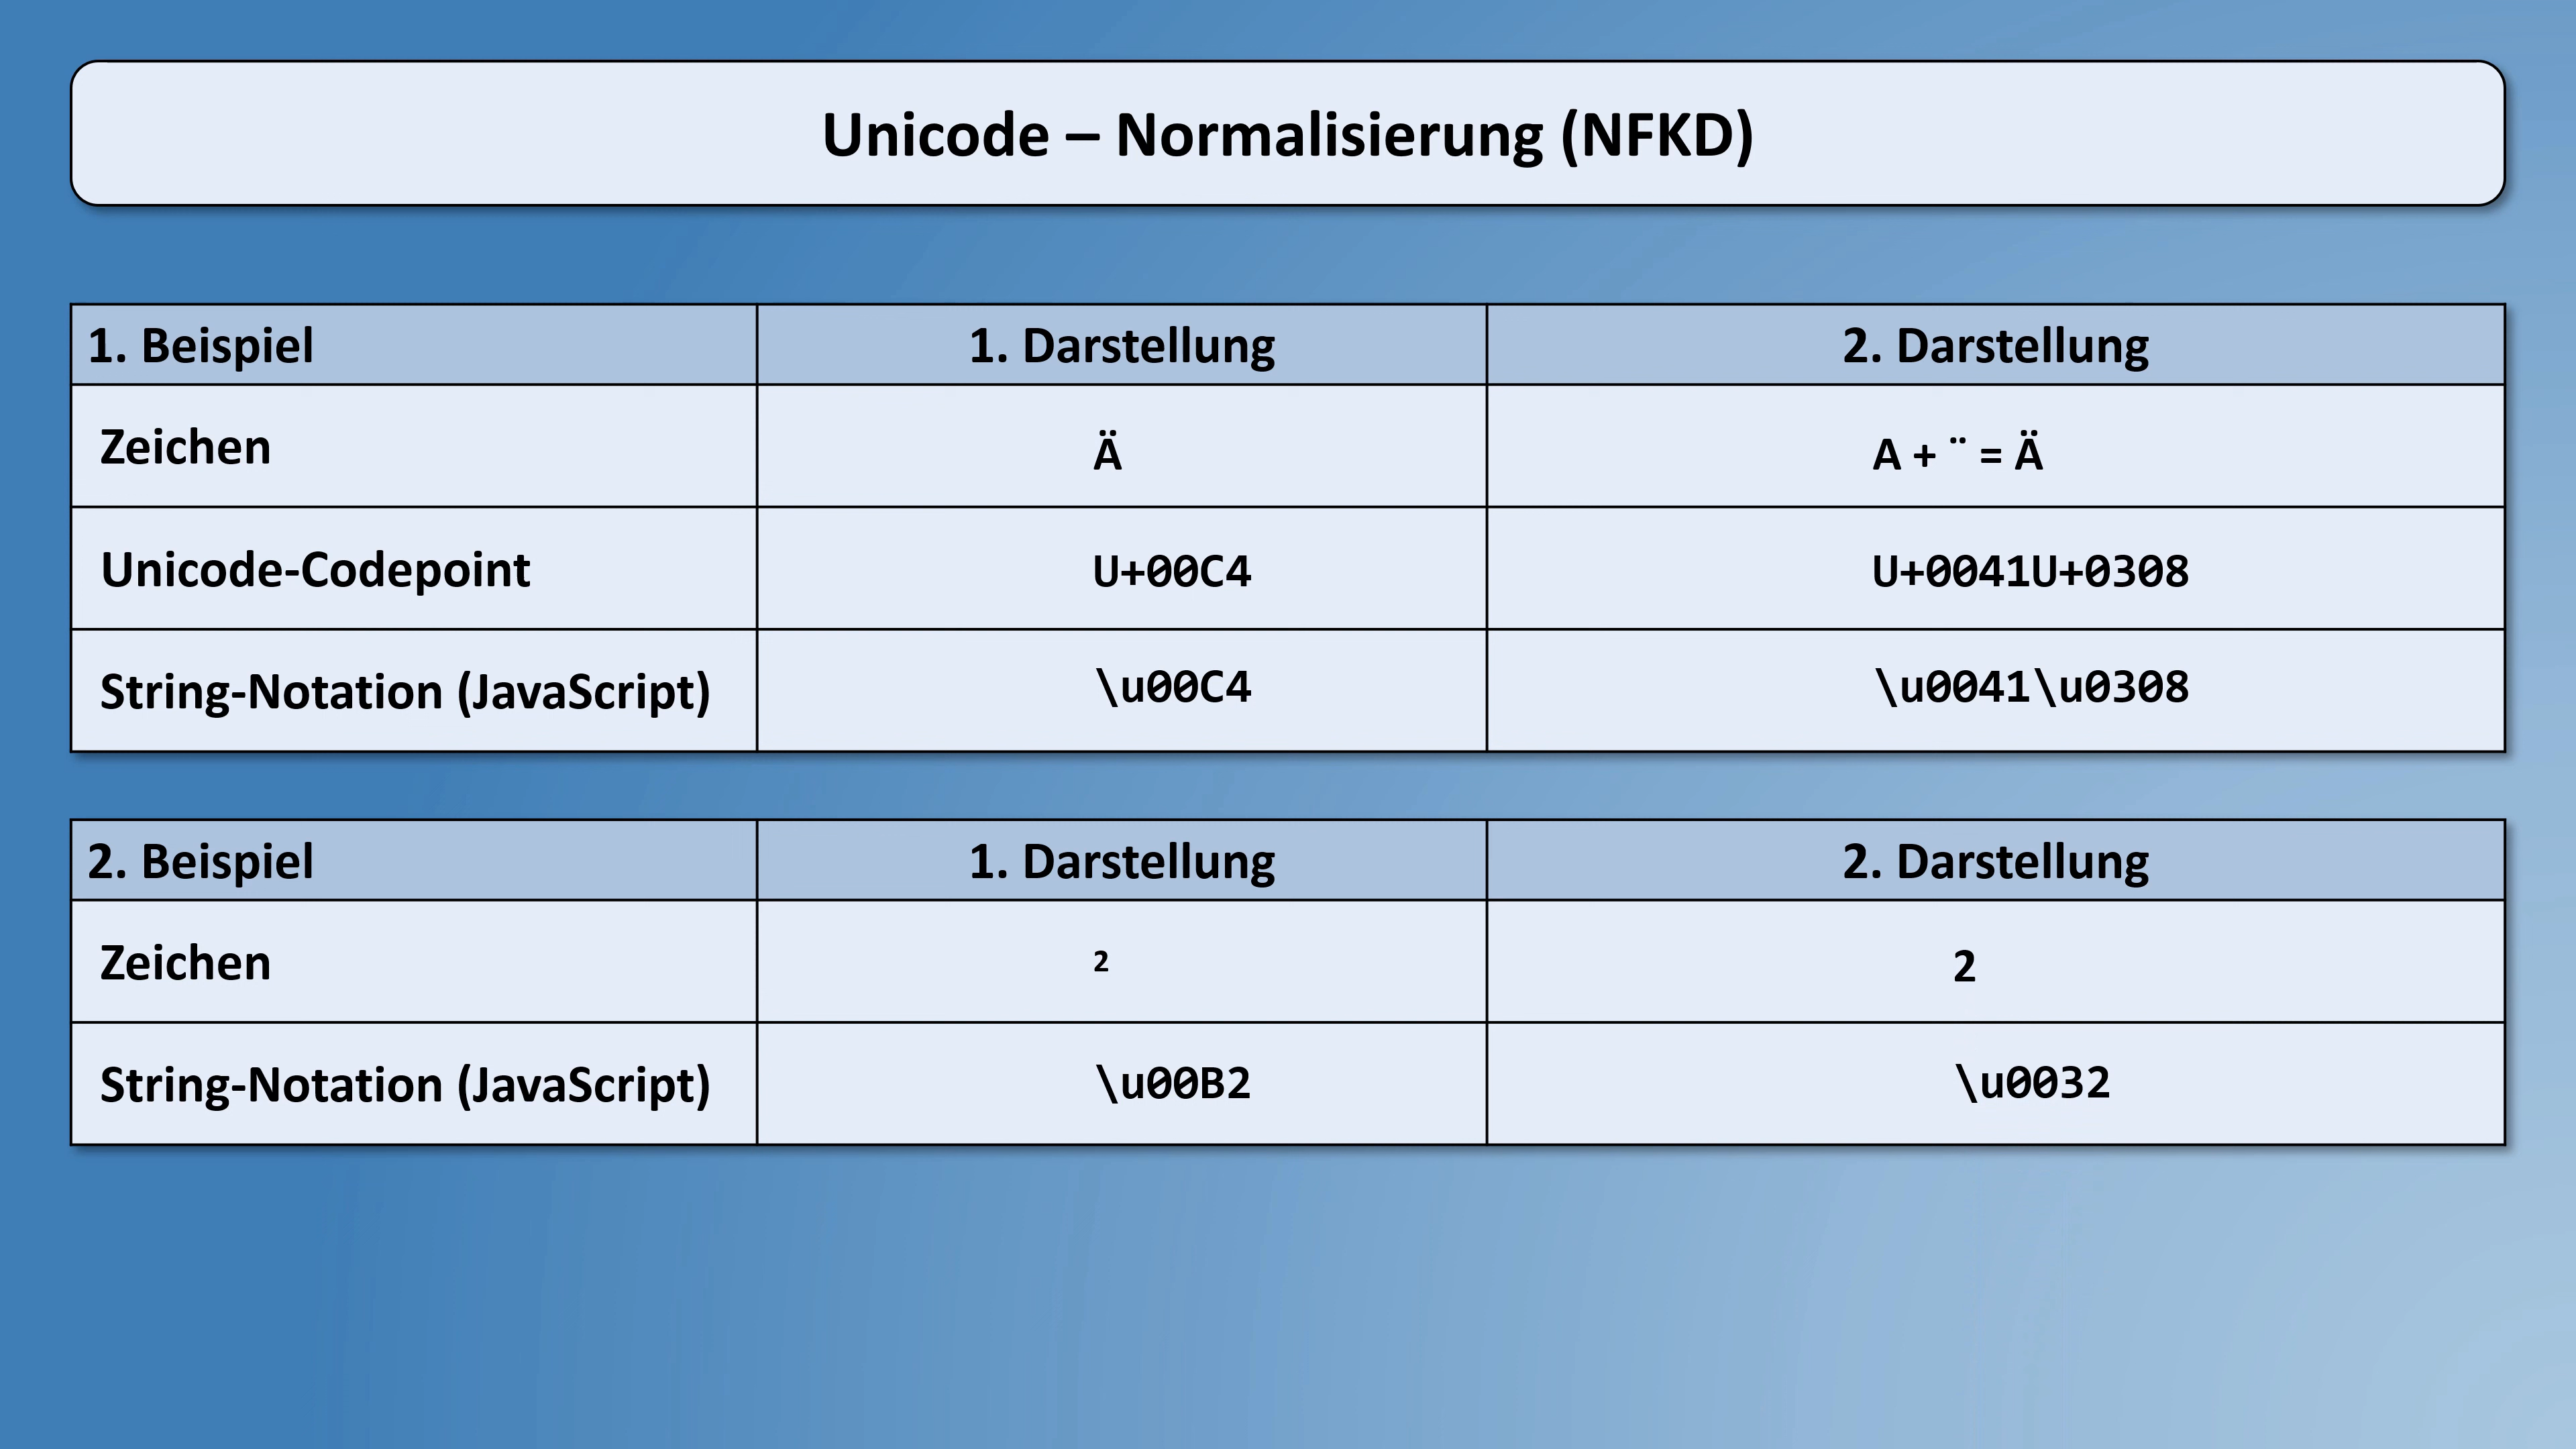 Unicode – Normalisierung (NFKD)
1. Beispiel 1. Darstellung 2. Darstellung
Zeichen Ä A + ¨ = Ä
Unicode-Codepoint U+00C4 U+0041U+0308
String-Notation (JavaScript) \u00C4 \u0041\u0308
2. Beispiel 1. Darstellung 2. Darstellung
Zeichen ² 2
String-Notation (JavaScript) \u00B2 \u0032